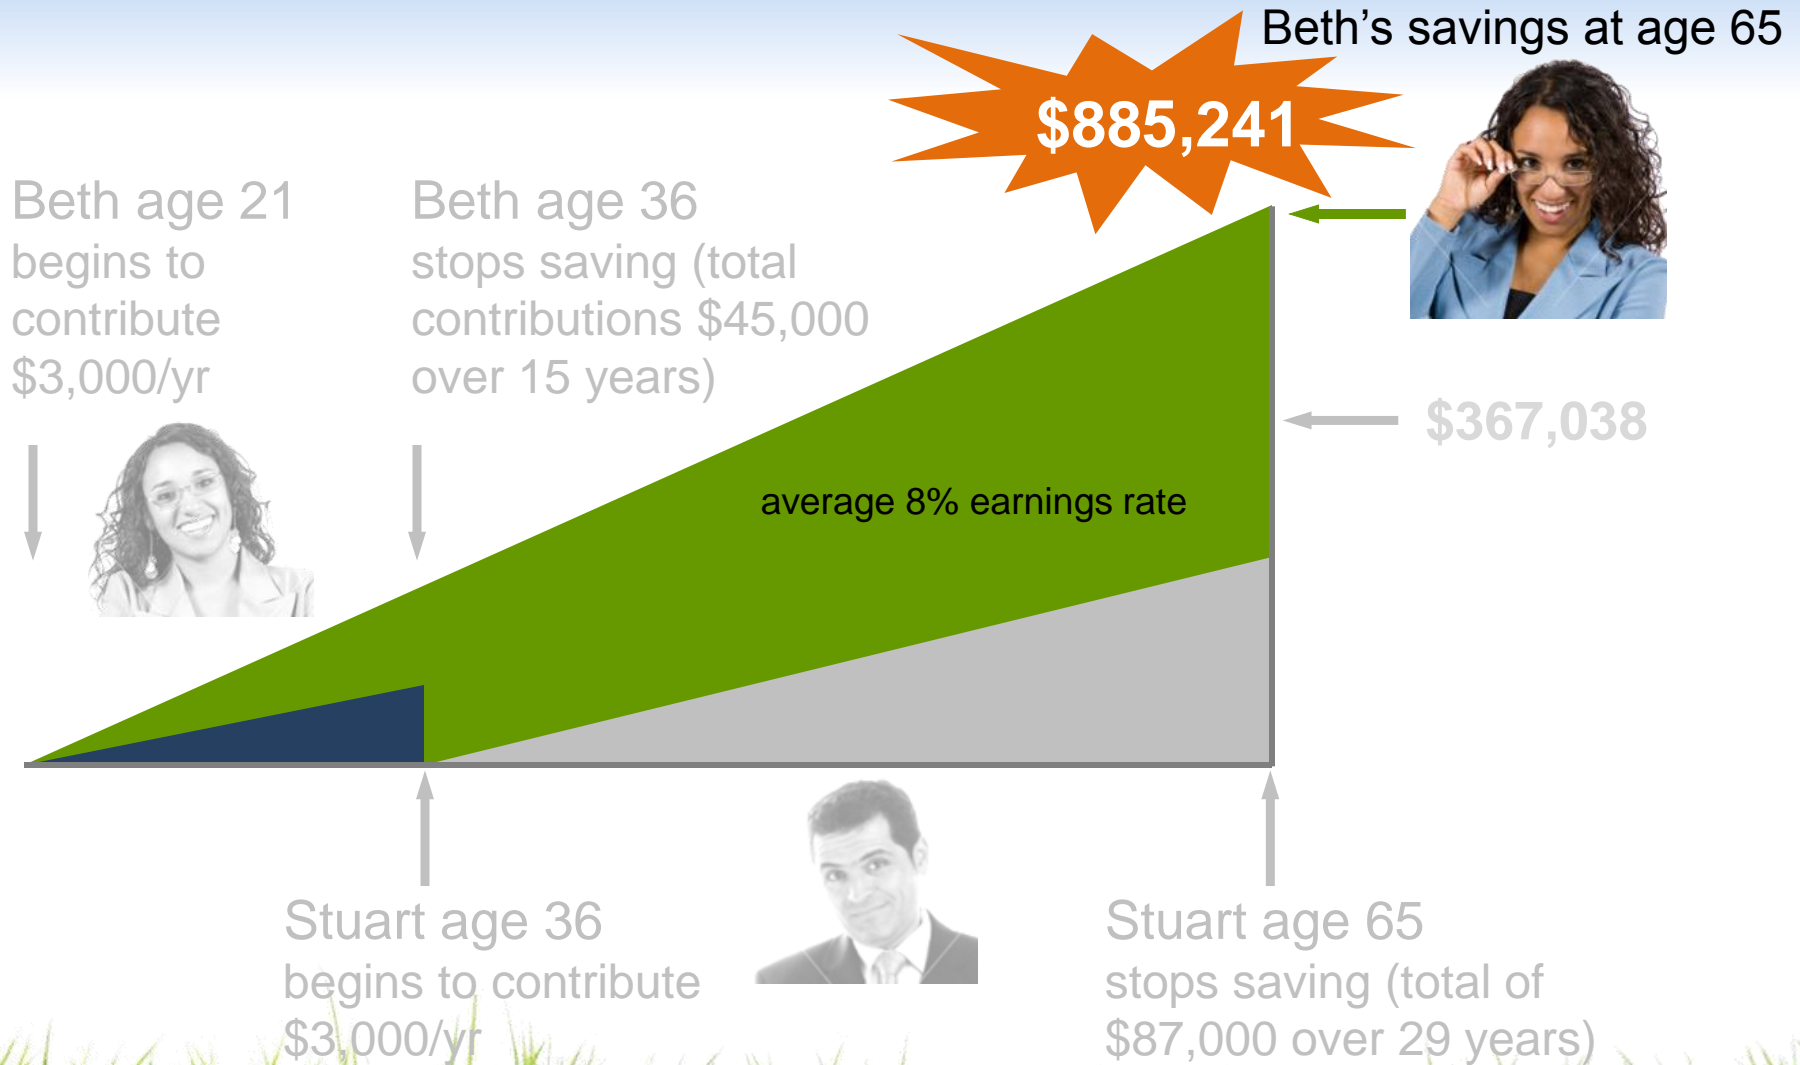 Beth’s savings at age 65
$885,241
Beth age 21
begins to
contribute
$3,000/yr
Beth age 36
stops saving (total
contributions $45,000
over 15 years)
$367,038
average 8% earnings rate
Stuart age 36
begins to contribute
$3,000/yr
Stuart age 65
stops saving (total of
$87,000 over 29 years)